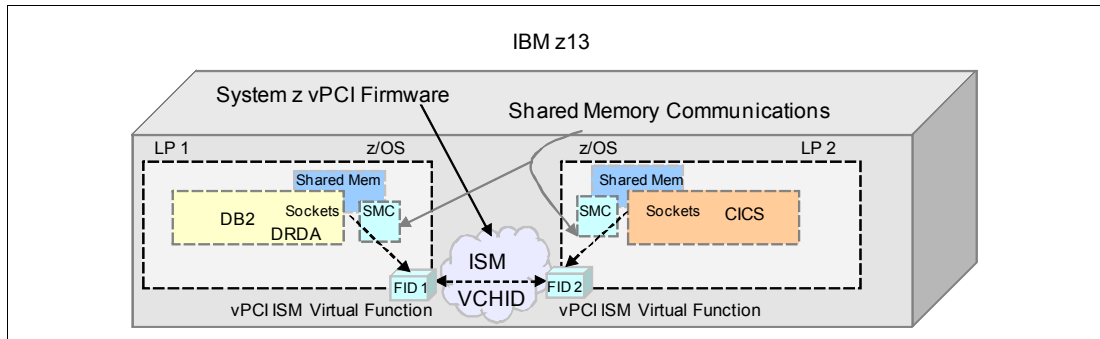 IBM z13
System z vPCI Firmware
Shared Memory Communications
LP 1
z/OS
z/OS
LP 2
Shared Mem
Shared Mem
Sockets
SMC
SMC
Sockets
CICS
DB2
DRDA
ISM
FID 1
VCHID
FID 2
vPCI ISM Virtual Function
vPCI ISM Virtual Function